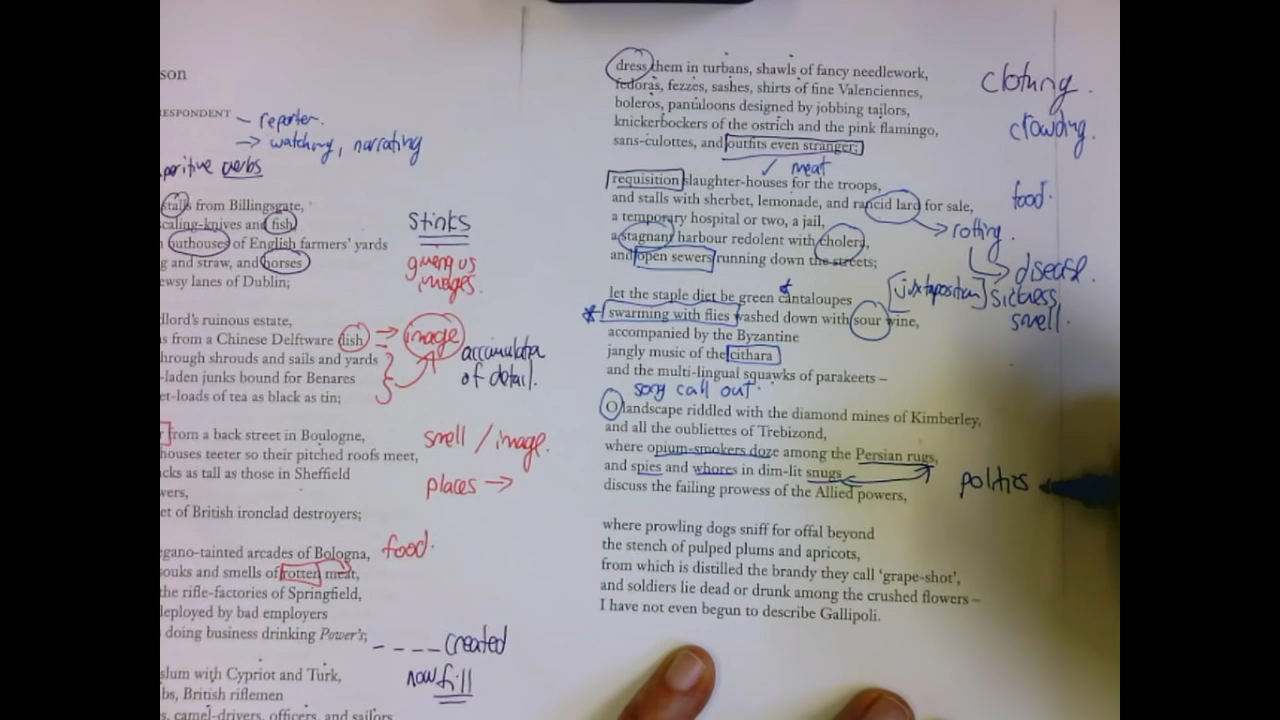 son
ESPONDENT – reporter.
→ watching, narrating
peritive verbs
stalls from Billingsgate,
caling-knives and fish
outhouses of English farmers' yards
g and straw, and horses
ewsy lanes of Dublin;
stinks
giving us
images.
dlord's ruinous estate,
s from a Chinese Delftware dish → image
hrough shrouds and sails and yards
-laden junks bound for Benares
et-loads of tea as black as tin;
accumulation
of detail.
r from a back street in Boulogne,
houses teeter so their pitched roofs meet,
cks as tall as those in Sheffield
wers,
et of British ironclad destroyers;
smell / image.
places →
egano-tainted arcades of Bologna,
souks and smells of rotten meat,
the rifle-factories of Springfield,
deployed by bad employers
doing business drinking Power's;
food.
---- created
now fill
slum with Cypriot and Turk,
bs, British riflemen
s, camel-drivers, officers, and sailors
dress them in turbans, shawls of fancy needlework,
fedoras, fezzes, sashes, shirts of fine Valenciennes,
boleros, pantaloons designed by jobbing tailors,
knickerbockers of the ostrich and the pink flamingo,
sans-culottes, and outfits even stranger;
clothing.
crowding.
✓ meat
requisition slaughter-houses for the troops,
and stalls with sherbet, lemonade, and rancid lard for sale,
a temporary hospital or two, a jail,
a stagnant harbour redolent with cholera,
and open sewers running down the streets;
food.
→ rotting.
→ disease.
[juxtaposition] sickness
smell.
let the staple diet be green cantaloupes
* swarming with flies washed down with sour wine,
accompanied by the Byzantine
jangly music of the cithara
and the multi-lingual squawks of parakeets –
song call out.
O landscape riddled with the diamond mines of Kimberley,
and all the oubliettes of Trebizond,
where opium-smokers doze among the Persian rugs,
and spies and whores in dim-lit snugs
discuss the failing prowess of the Allied powers,
politics
where prowling dogs sniff for offal beyond
the stench of pulped plums and apricots,
from which is distilled the brandy they call 'grape-shot',
and soldiers lie dead or drunk among the crushed flowers –
I have not even begun to describe Gallipoli.